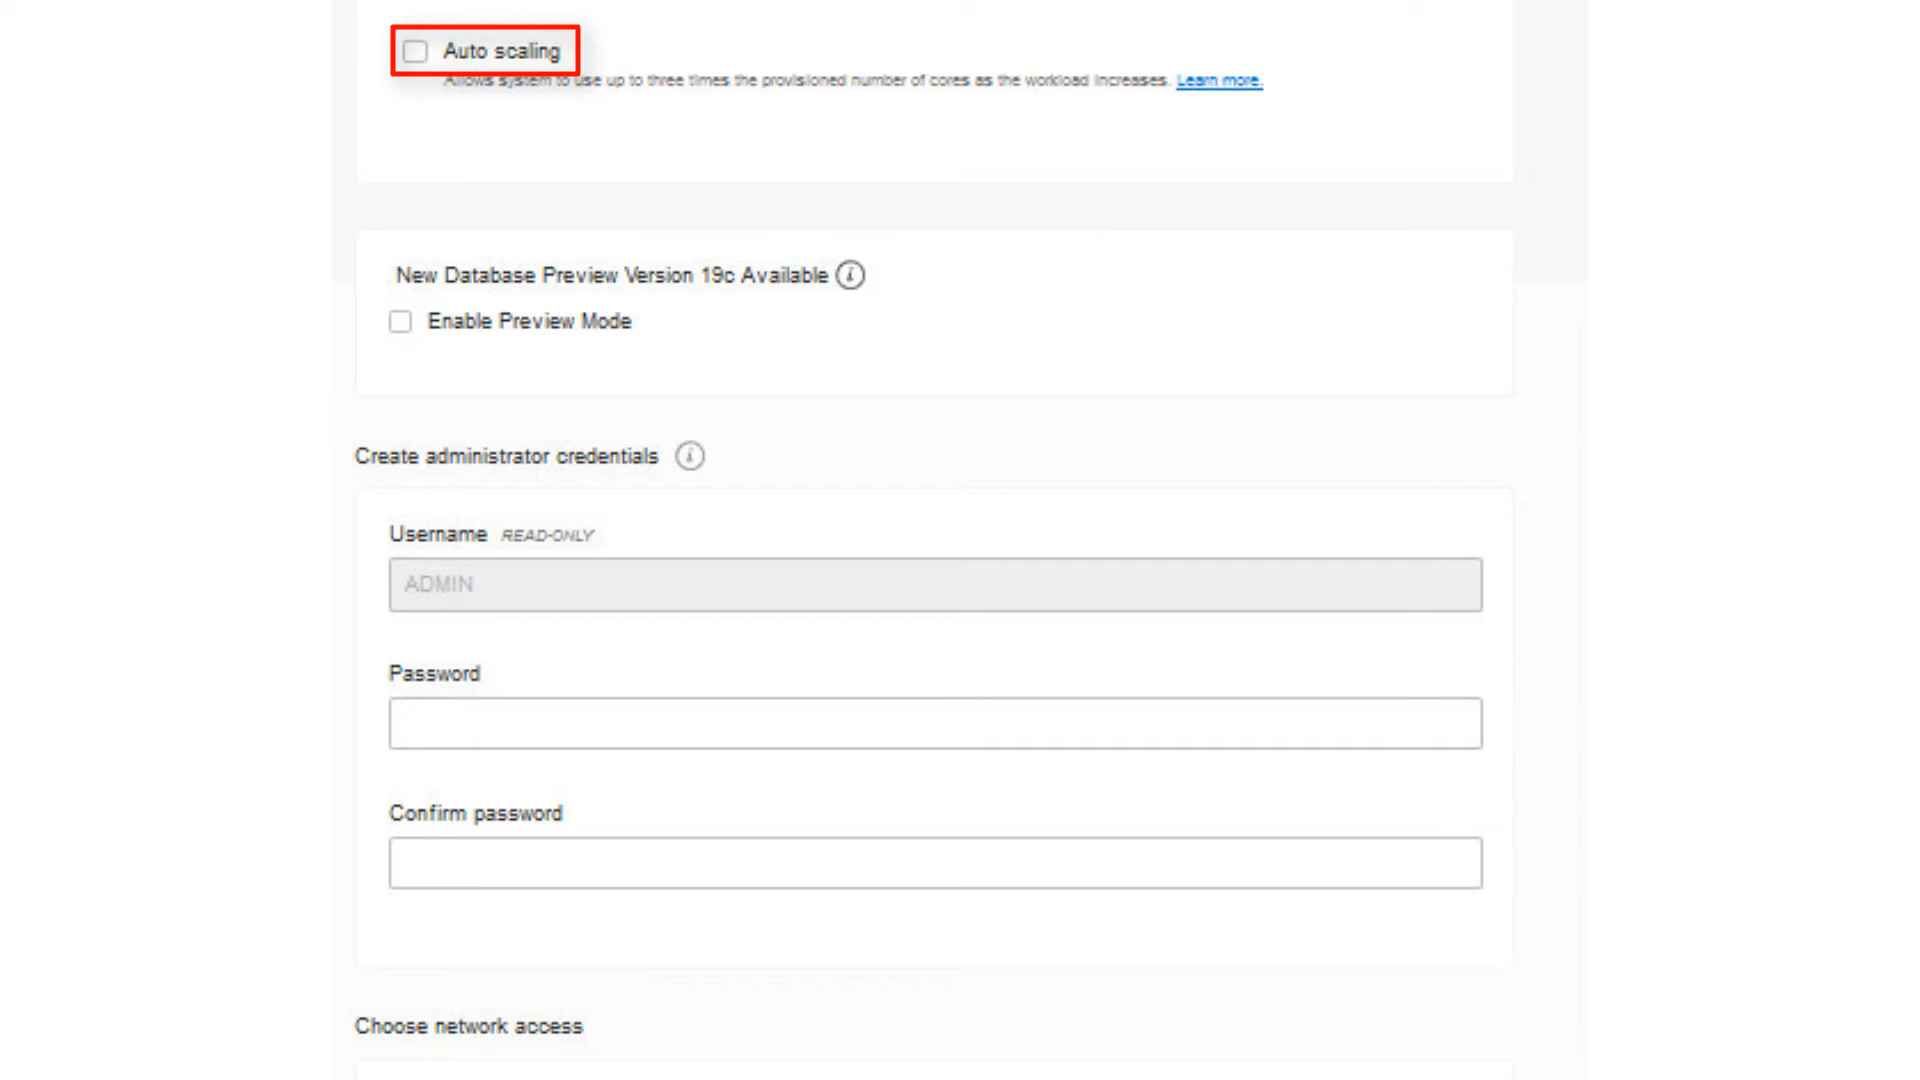 Auto scaling
Allows system to use up to three times the provisioned number of cores as the workload increases. Learn more.
New Database Preview Version 19c Available
Enable Preview Mode
Create administrator credentials
Username READ-ONLY
ADMIN
Password
Confirm password
Choose network access